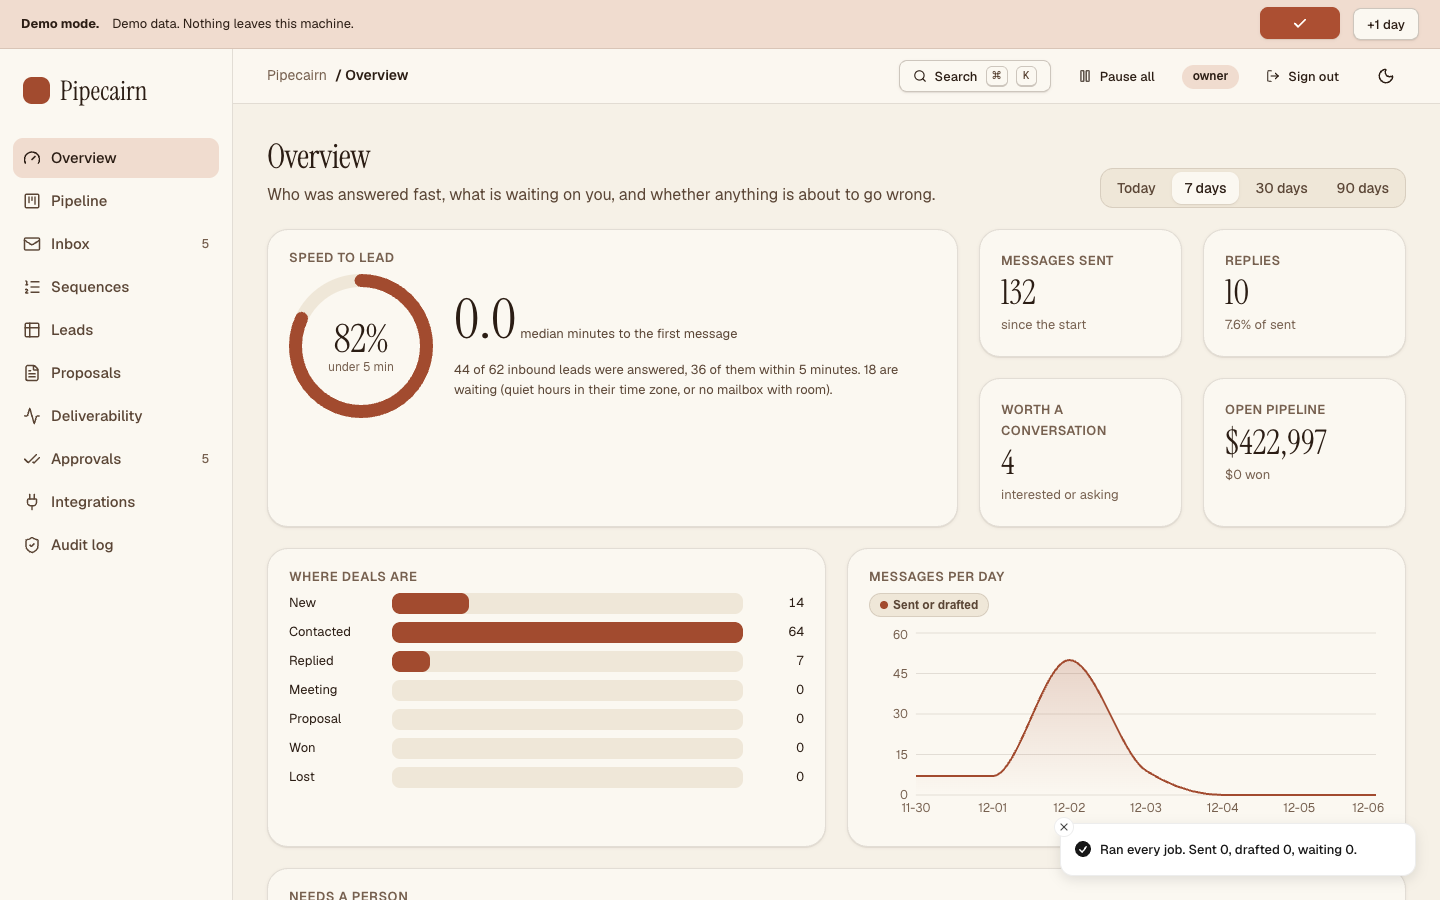 Demo mode. Demo data. Nothing leaves this machine.
+1 day
Pipecairn
Pipecairn / Overview
Search ⌘ K
Pause all
owner
Sign out
Overview
Pipeline
Inbox 5
Sequences
Leads
Proposals
Deliverability
Approvals 5
Integrations
Audit log
Overview
Who was answered fast, what is waiting on you, and whether anything is about to go wrong.
Today 7 days 30 days 90 days
SPEED TO LEAD
82%
under 5 min
0.0 median minutes to the first message
44 of 62 inbound leads were answered, 36 of them within 5 minutes. 18 are
waiting (quiet hours in their time zone, or no mailbox with room).
MESSAGES SENT
132
since the start
REPLIES
10
7.6% of sent
WORTH A
CONVERSATION
4
interested or asking
OPEN PIPELINE
$422,997
$0 won
WHERE DEALS ARE
New 14
Contacted 64
Replied 7
Meeting 0
Proposal 0
Won 0
Lost 0
MESSAGES PER DAY
Sent or drafted
60
45
30
15
0
11-30 12-01 12-02 12-03 12-04 12-05 12-06
Ran every job. Sent 0, drafted 0, waiting 0.
NEEDS A PERSON